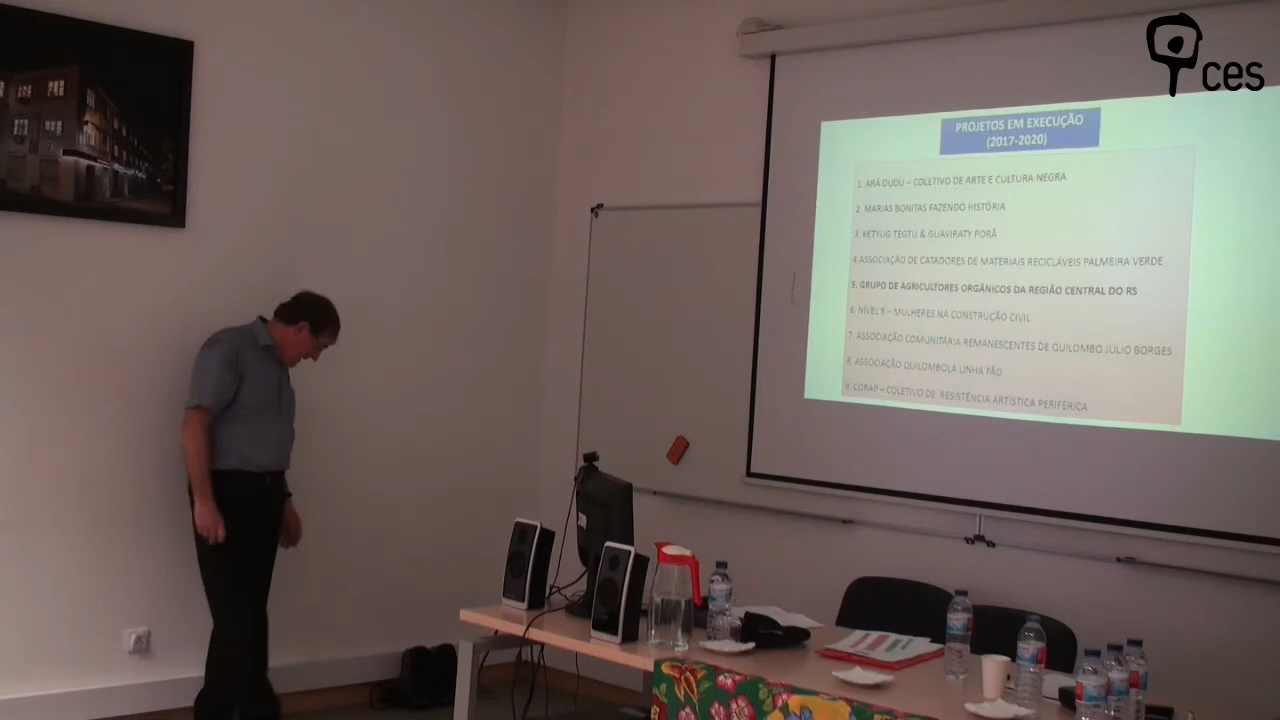 ces
PROJETOS EM EXECUÇÃO
(2017-2020)
1. ARÁ DUDU – COLETIVO DE ARTE E CULTURA NEGRA
2. MARIAS BONITAS FAZENDO HISTÓRIA
3. KETYUG TEGTU & GUAVIRATY PORÃ
4.ASSOCIAÇÃO DE CATADORES DE MATERIAIS RECICLÁVEIS PALMEIRA VERDE
5. GRUPO DE AGRICULTORES ORGÂNICOS DA REGIÃO CENTRAL DO RS
6. NÍVEL 8 – MULHERES NA CONSTRUÇÃO CIVIL
7. ASSOCIAÇÃO COMUNITÁRIA REMANESCENTES DE QUILOMBO JÚLIO BORGES
8. ASSOCIAÇÃO QUILOMBOLA LINHA FÃO
9. CORAP – COLETIVO DE RESISTÊNCIA ARTÍSTICA PERIFÉRICA